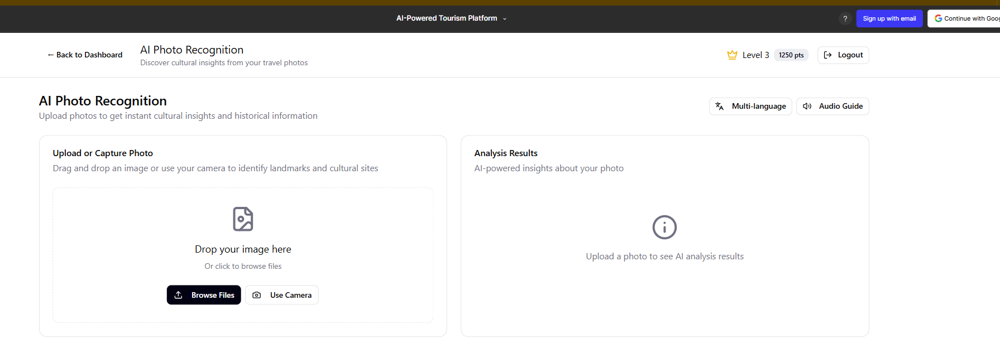 AI-Powered Tourism Platform
?
Sign up with email
Continue with Goo
← Back to Dashboard
AI Photo Recognition
Discover cultural insights from your travel photos
Level 3
1250 pts
Logout
AI Photo Recognition
Upload photos to get instant cultural insights and historical information
Multi-language
Audio Guide
Upload or Capture Photo
Drag and drop an image or use your camera to identify landmarks and cultural sites
Drop your image here
Or click to browse files
Browse Files
Use Camera
Analysis Results
AI-powered insights about your photo
Upload a photo to see AI analysis results